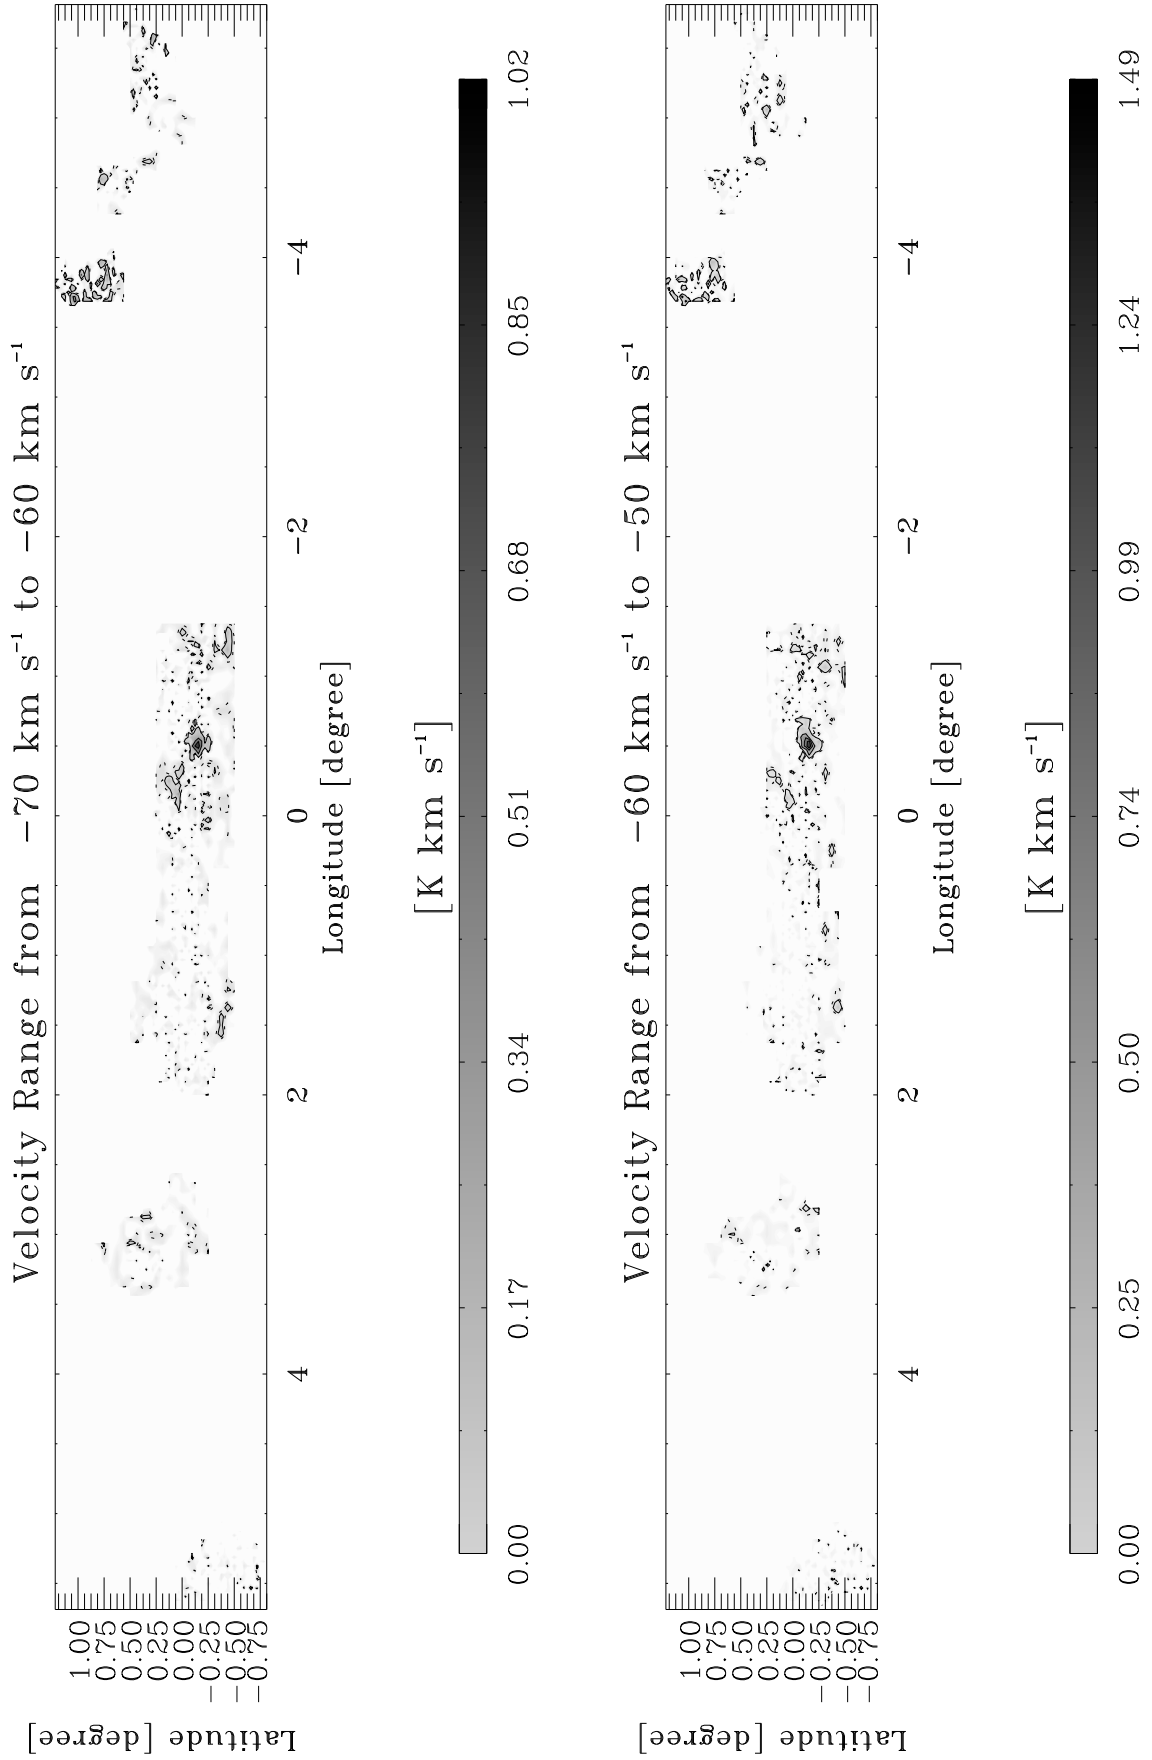 Velocity Range from −70 km s⁻¹ to −60 km s⁻¹
Latitude [degree]
1.00
0.75
0.50
0.25
0.00
−0.25
−0.50
−0.75
4 2 0 −2 −4
Longitude [degree]
[K km s⁻¹]
0.00 0.17 0.34 0.51 0.68 0.85 1.02
Velocity Range from −60 km s⁻¹ to −50 km s⁻¹
Latitude [degree]
1.00
0.75
0.50
0.25
0.00
−0.25
−0.50
−0.75
4 2 0 −2 −4
Longitude [degree]
[K km s⁻¹]
0.00 0.25 0.50 0.74 0.99 1.24 1.49